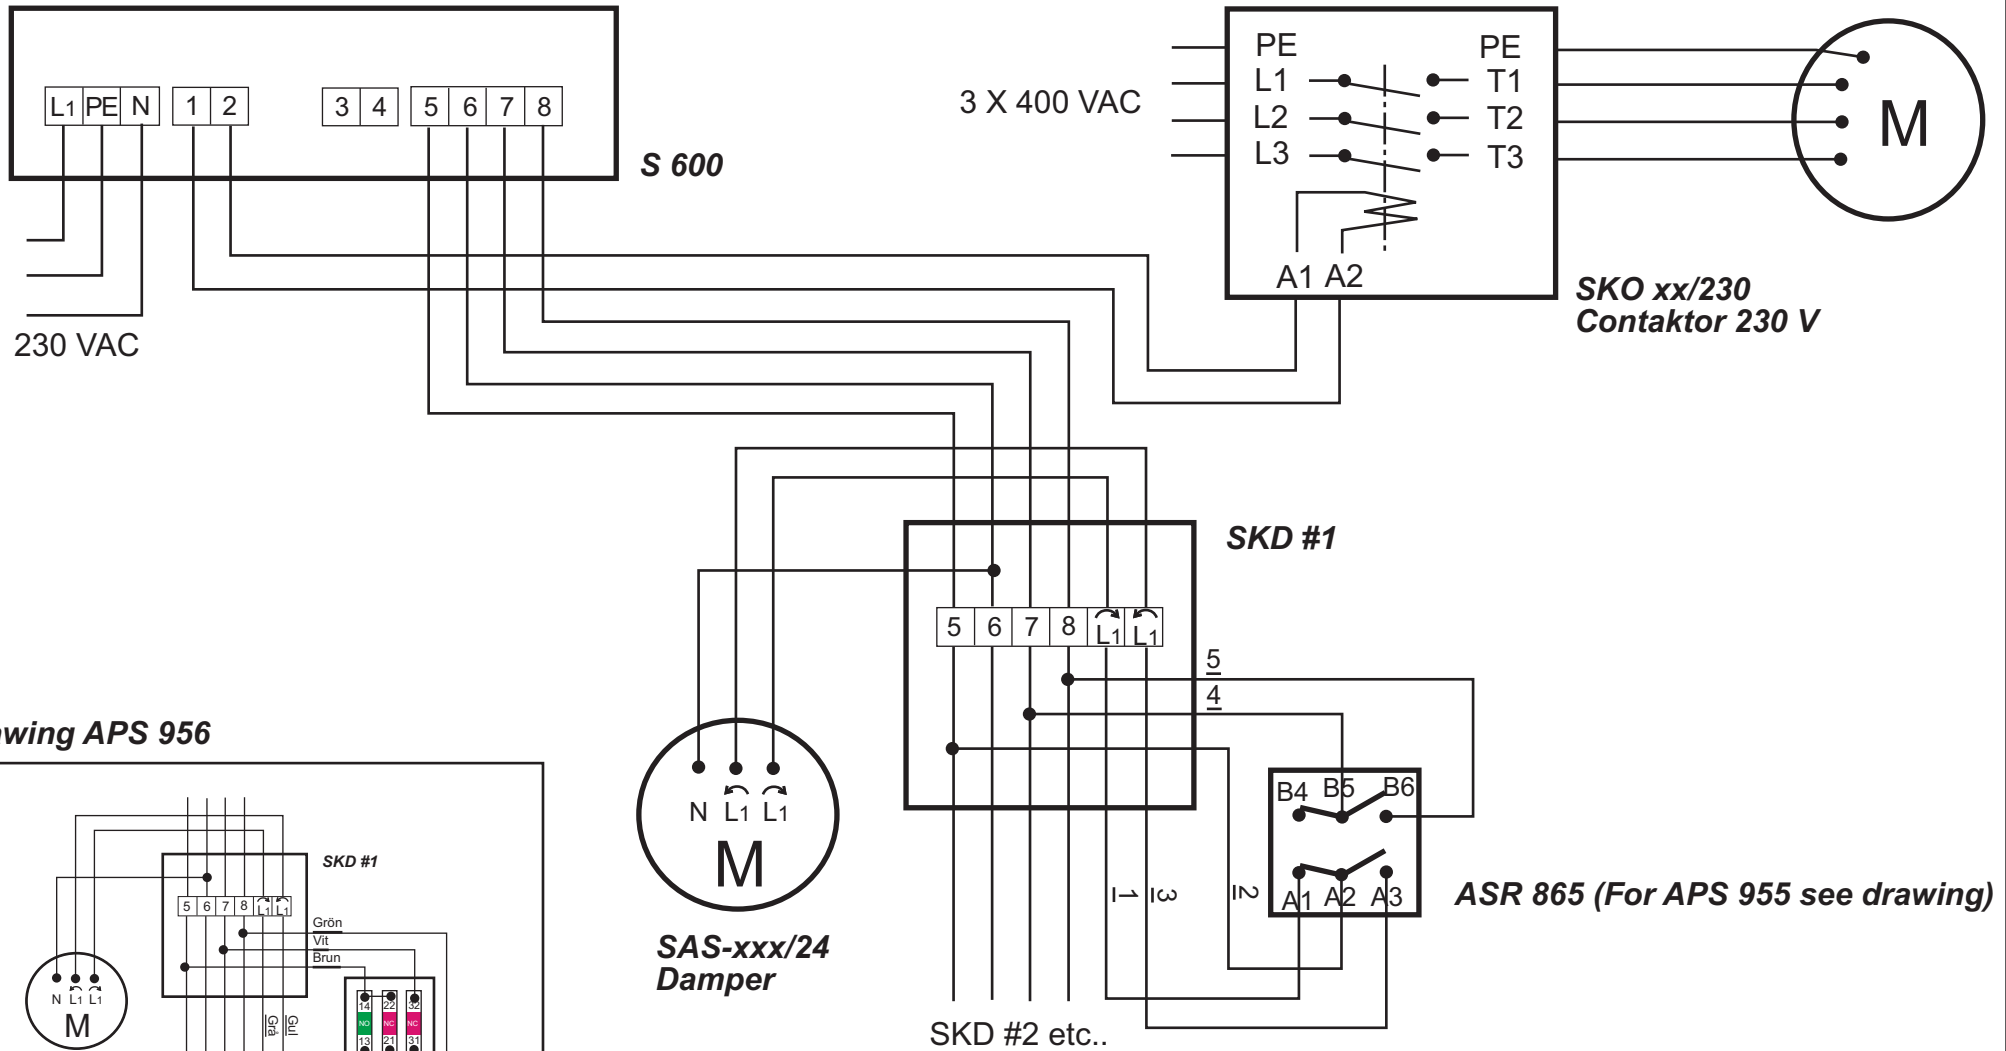 L1 PE N 1 2 3 4 5 6 7 8
S 600
230 VAC
3 X 400 VAC
PE PE
L1 T1
L2 T2
L3 T3
A1 A2
M
SKO xx/230
Contaktor 230 V
SKD #1
5 6 7 8 L1 L1
5
4
1 3 2
N L1 L1
M
SAS-xxx/24
Damper
B4 B5 B6
A1 A2 A3
ASR 865 (For APS 955 see drawing)
SKD #2 etc..
APS 956
SKD #1
5 6 7 8 L1 L1
Grön
Vit
Brun
N L1 L1
M
Grå Gul
14 22 32
NO NC NC
13 21 31